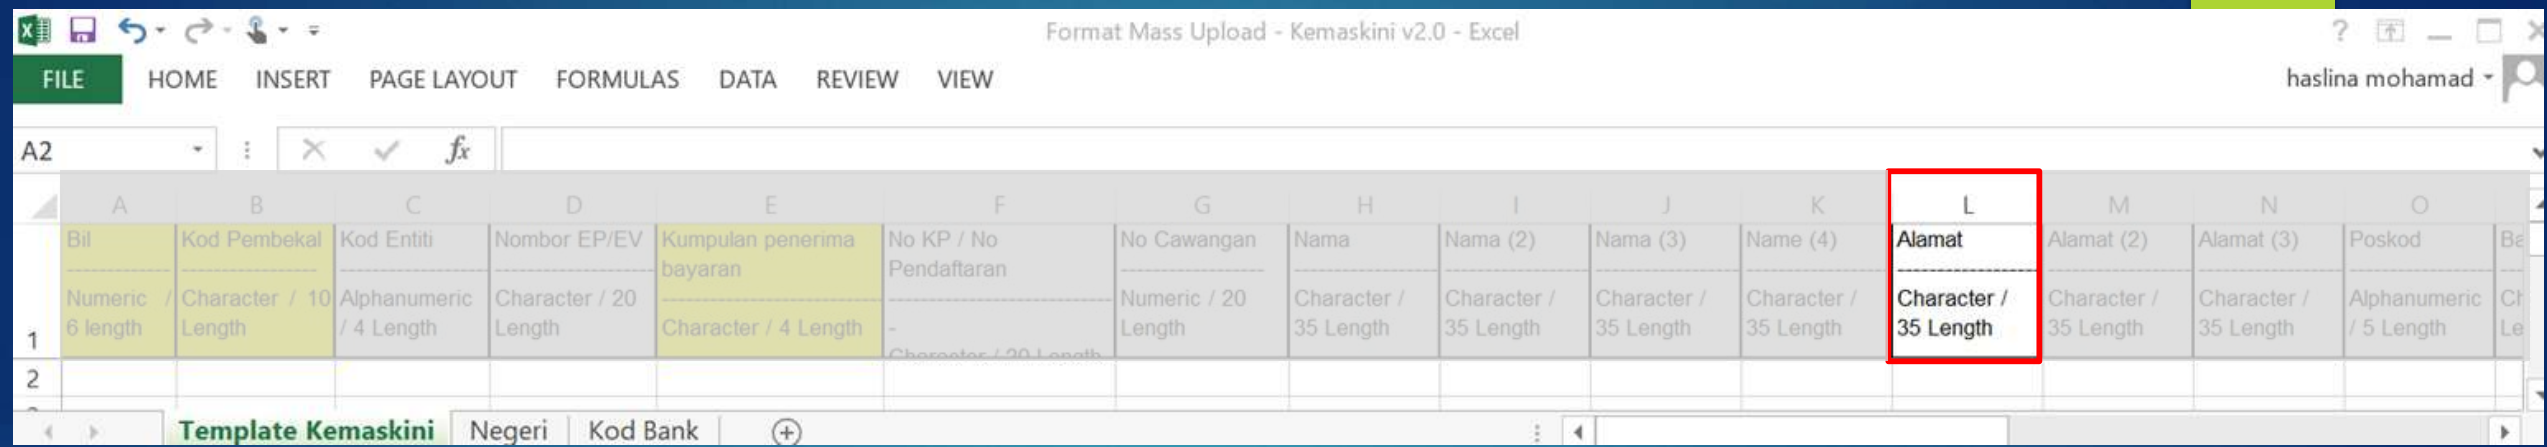 Format Mass Upload - Kemaskini v2.0 - Excel
FILE HOME INSERT PAGE LAYOUT FORMULAS DATA REVIEW VIEW haslina mohamad
A2 fx
A B C D E F G H I J K L M N O
1
Bil
Numeric /
6 length
Kod Pembekal
Character / 10
Length
Kod Entiti
Alphanumeric
/ 4 Length
Nombor EP/EV
Character / 20
Length
Kumpulan penerima
bayaran
Character / 4 Length
No KP / No
Pendaftaran
-
Character / 20 Length
No Cawangan
Numeric / 20
Length
Nama
Character /
35 Length
Nama (2)
Character /
35 Length
Nama (3)
Character /
35 Length
Name (4)
Character /
35 Length
Alamat
Character /
35 Length
Alamat (2)
Character /
35 Length
Alamat (3)
Character /
35 Length
Poskod
Alphanumeric
/ 5 Length
2
Template Kemaskini Negeri Kod Bank